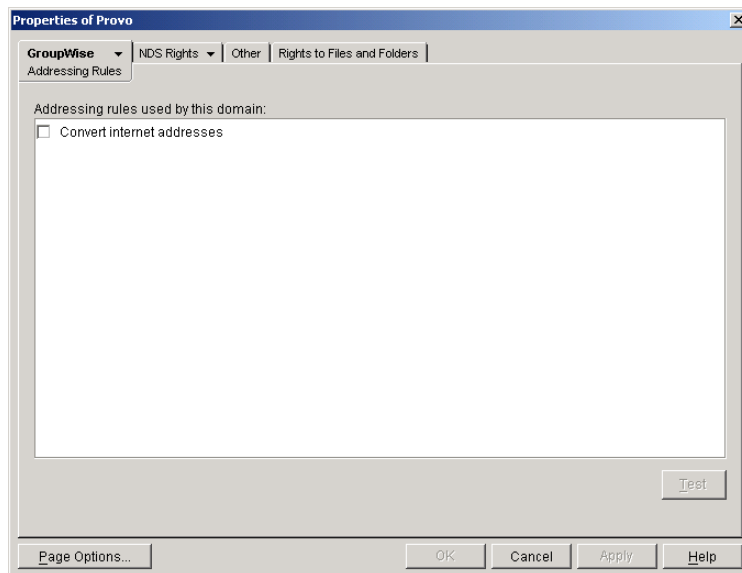 Properties of Provo
GroupWise NDS Rights Other Rights to Files and Folders
Addressing Rules
Addressing rules used by this domain:
Convert internet addresses
Test
Page Options... OK Cancel Apply Help